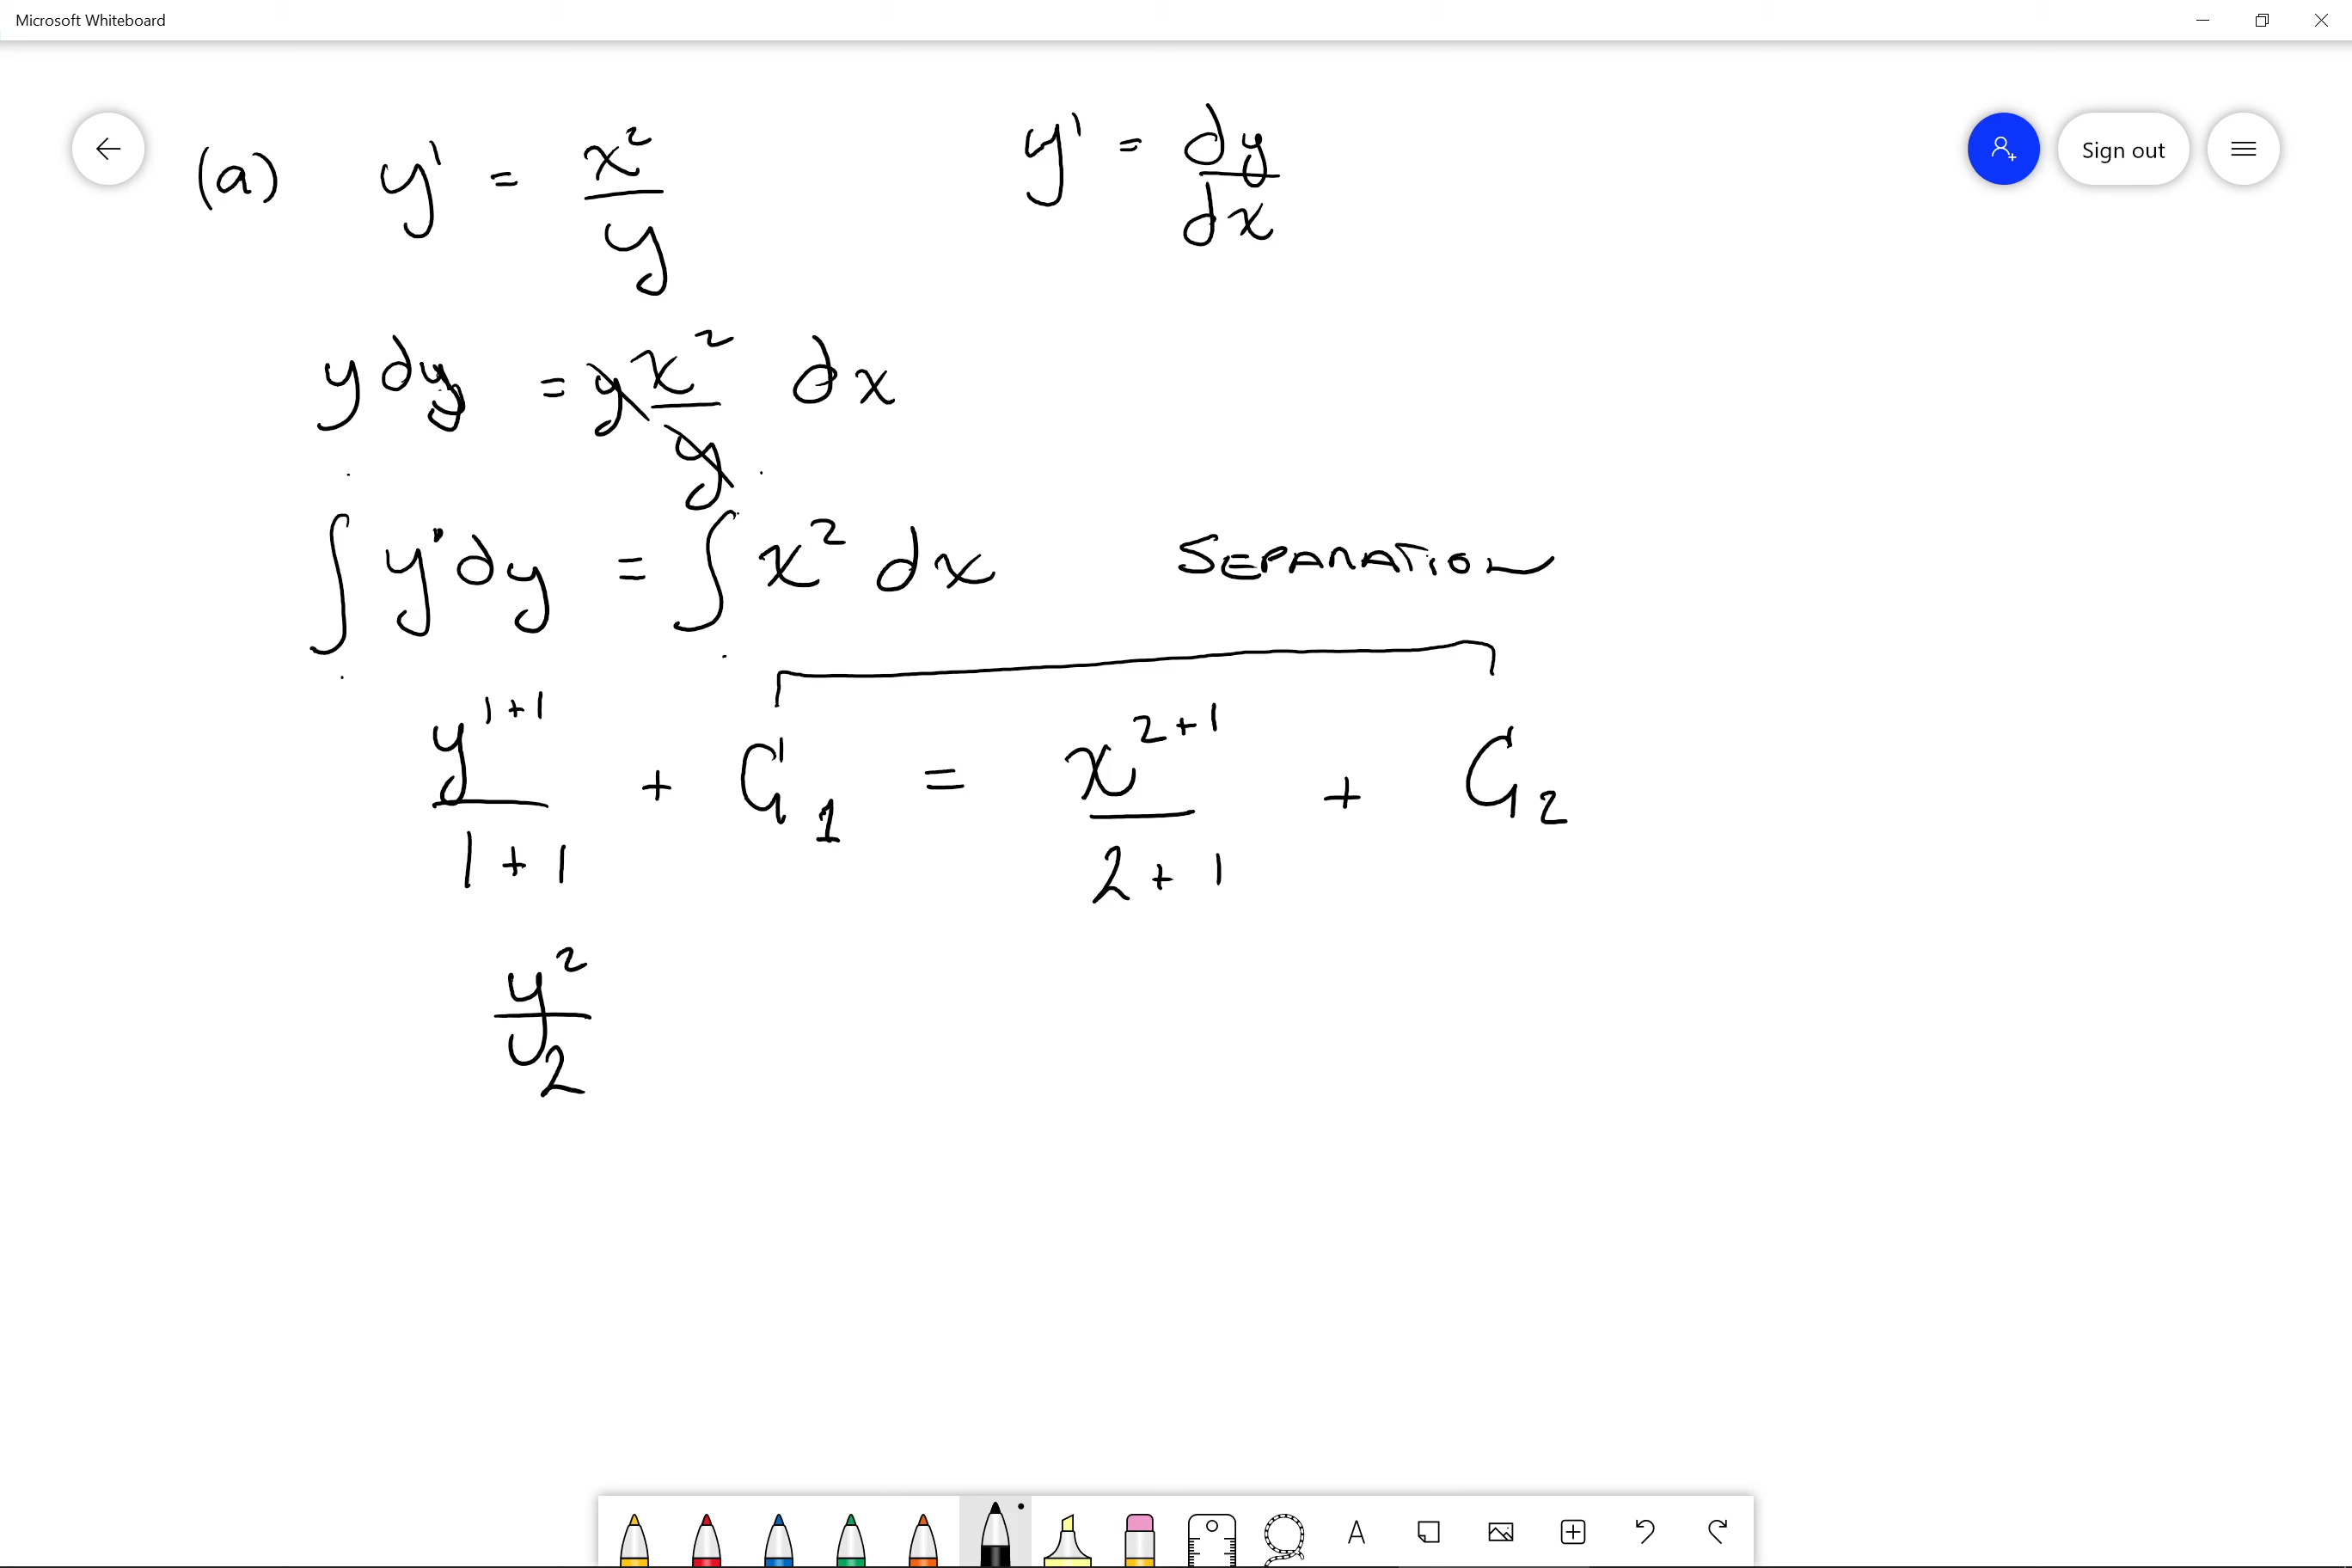 Microsoft Whiteboard
Sign out
(a) y' = x²/y    y' = dy/dx
y dy = y x²/y dx
∫ y' dy = ∫ x² dx    SEPARATION
y^(1+1)/(1+1) + C₁ = x^(2+1)/(2+1) + C₂
y²/2
A